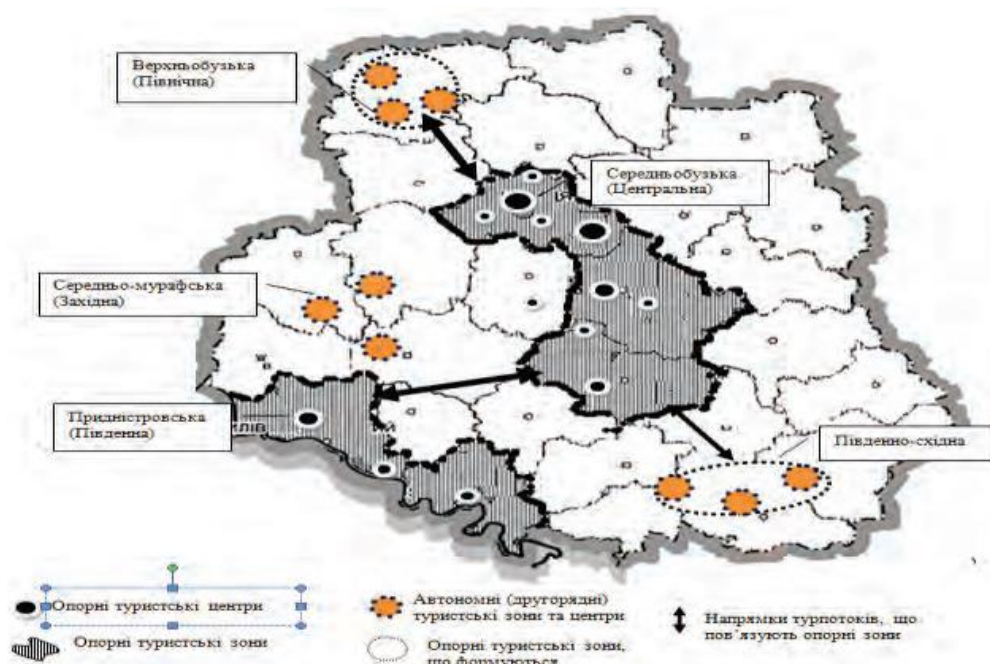 Верхньобузька
(Північна)
Середньобузька
(Центральна)
Середньо-мурафська
(Західна)
Придністровська
(Південна)
Південно-східна
Опорні туристські центри
Опорні туристські зони
Автономні (другорядні)
туристські зони та центри
Опорні туристські зони,
що формуються
Напрямки турпотоків, що
пов’язують опорні зони